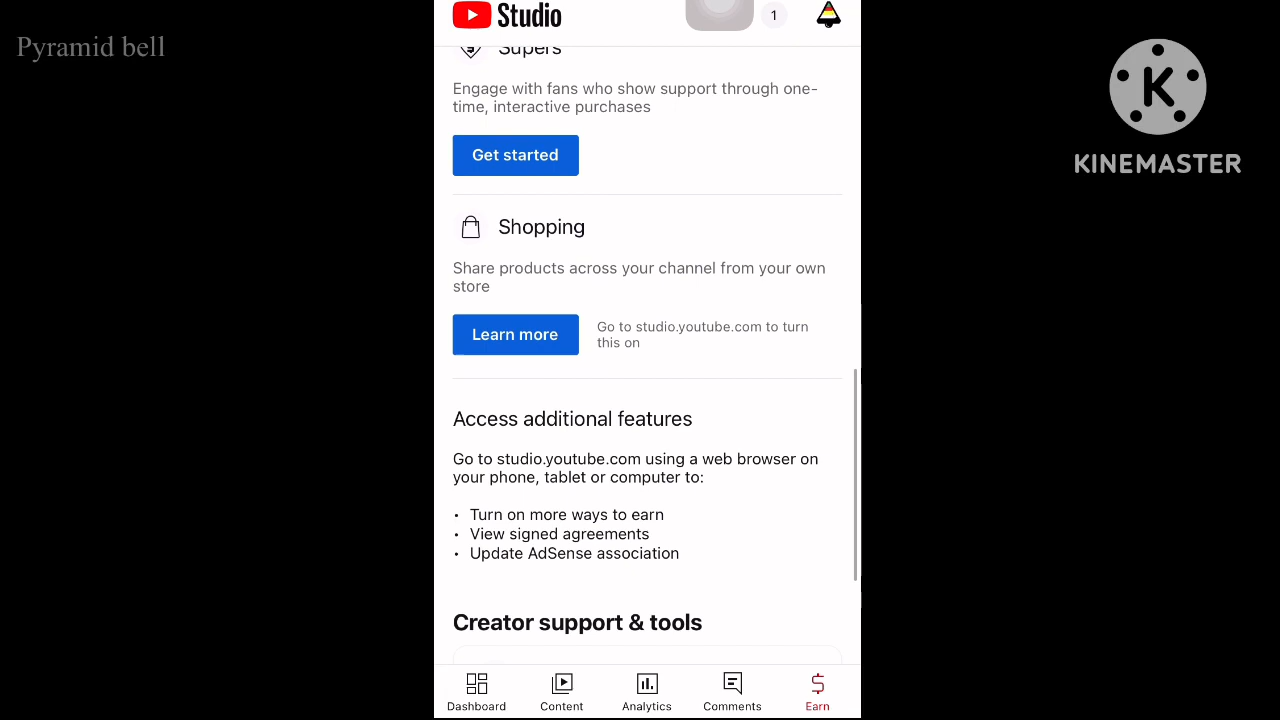 Pyramid bell
Studio
1
Supers
Engage with fans who show support through one-
time, interactive purchases
Get started
Shopping
Share products across your channel from your own
store
Learn more
Go to studio.youtube.com to turn
this on
Access additional features
Go to studio.youtube.com using a web browser on
your phone, tablet or computer to:
• Turn on more ways to earn
• View signed agreements
• Update AdSense association
Creator support & tools
Dashboard
Content
Analytics
Comments
Earn
K
KINEMASTER